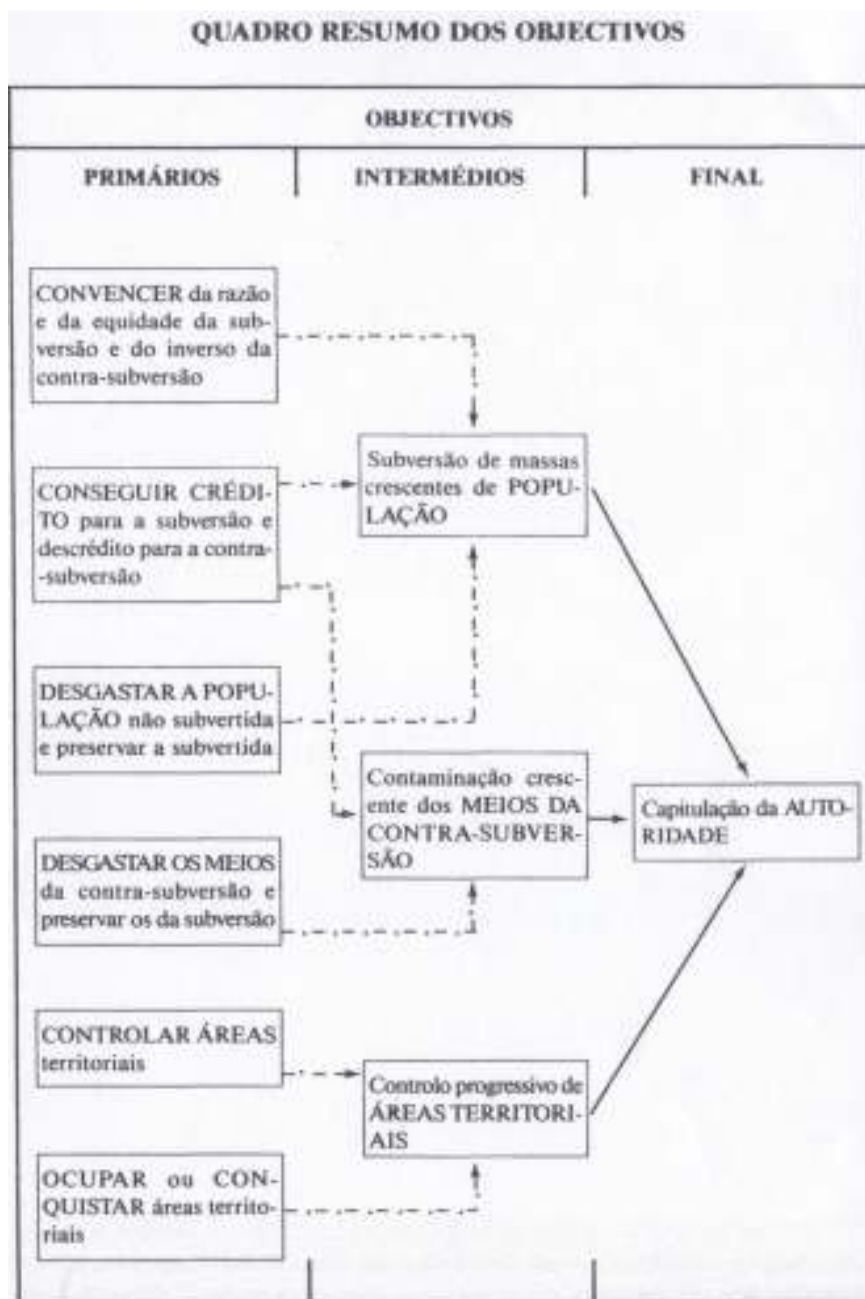 QUADRO RESUMO DOS OBJECTIVOS
OBJECTIVOS
PRIMÁRIOS
INTERMÉDIOS
FINAL
CONVENCER da razão
e da equidade da sub-
versão e do inverso da
contra-subversão
CONSEGUIR CRÉDI-
TO para a subversão e
descrédito para a contra-
-subversão
DESGASTAR A POPU-
LAÇÃO não subvertida
e preservar a subvertida
DESGASTAR OS MEIOS
da contra-subversão e
preservar os da subversão
CONTROLAR ÁREAS
territoriais
OCUPAR ou CON-
QUISTAR áreas territo-
riais
Subversão de massas
crescentes de POPU-
LAÇÃO
Contaminação cresc-
ente dos MEIOS DA
CONTRA-SUBVER-
SÃO
Controlo progressivo de
ÁREAS TERRITORI-
AIS
Capitulação da AUTO-
RIDADE